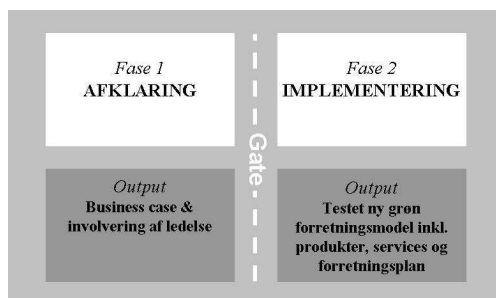 Fase 1
AFKLARING
Gate
Fase 2
IMPLEMENTERING
Output
Business case &
involvering af ledelse
Output
Testet ny grøn
forretningsmodel inkl.
produkter, services og
forretningsplan